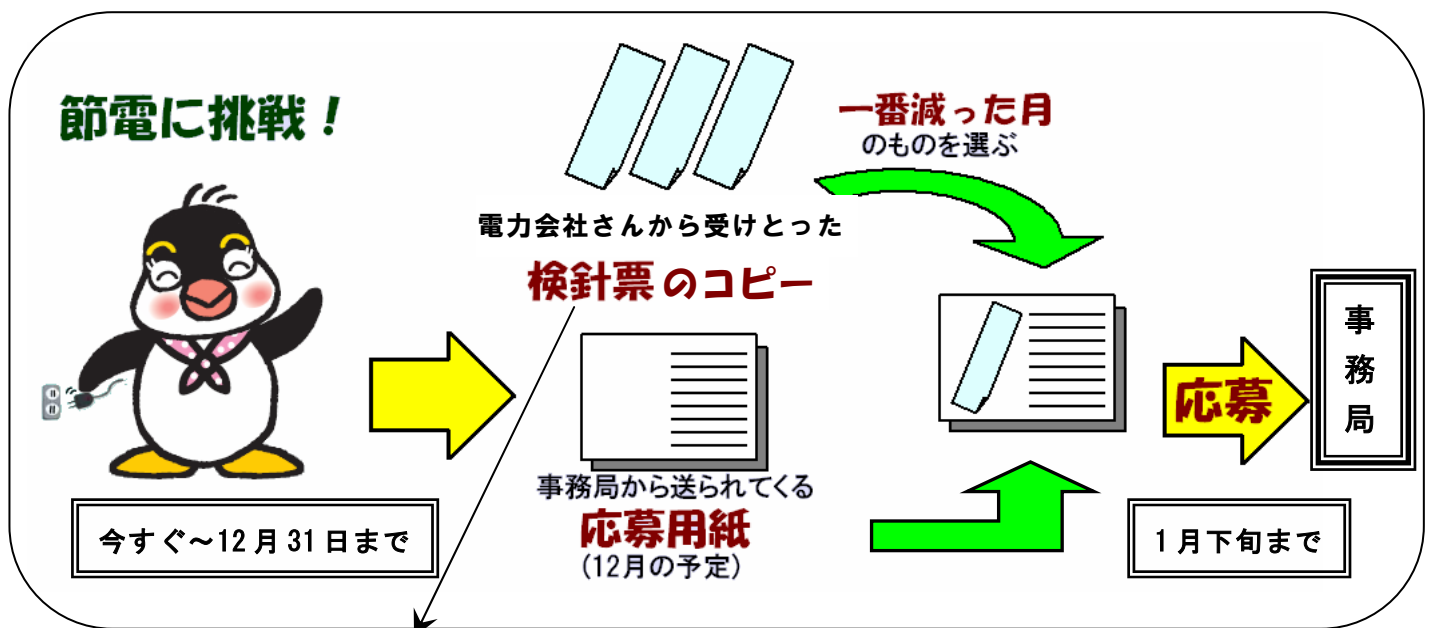 節電に挑戦!
一番減った月
のものを選ぶ
電力会社さんから受けとった
検針票のコピー
事務局から送られてくる
応募用紙
(12月の予定)
今すぐ~12月31日まで
応募
事務局
1月下旬まで